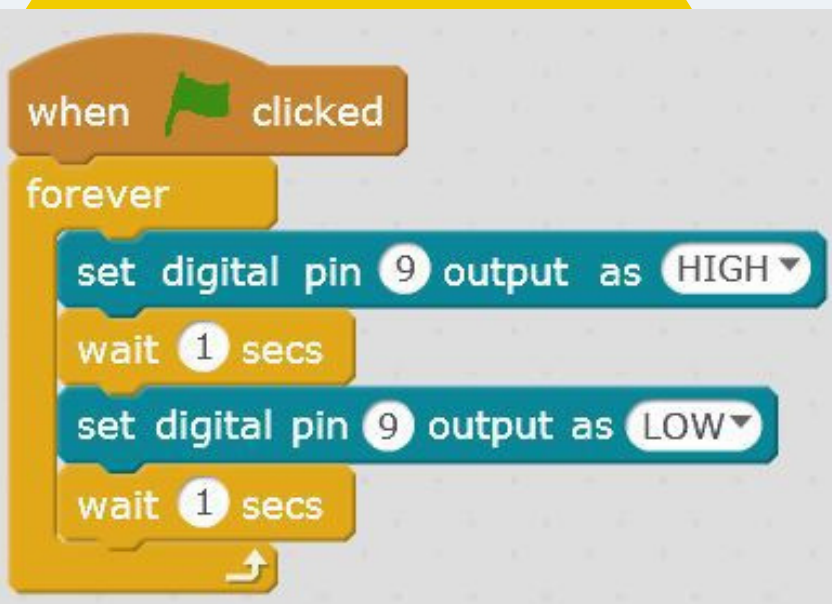 when clicked
forever
set digital pin 9 output as HIGH
wait 1 secs
set digital pin 9 output as LOW
wait 1 secs